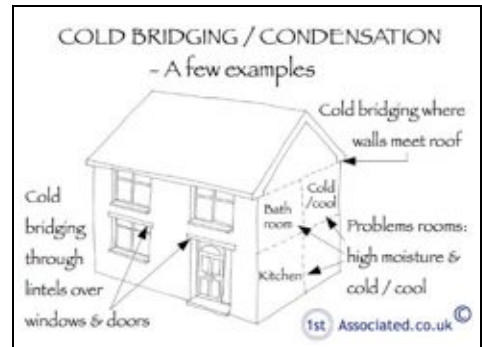 COLD BRIDGING / CONDENSATION
– A few examples
Cold bridging where
walls meet roof
Cold
bridging
through
lintels over
windows & doors
Bath
room
Cold
/cool
Kitchen
Problems rooms:
high moisture &
cold / cool
1st Associated.co.uk ©